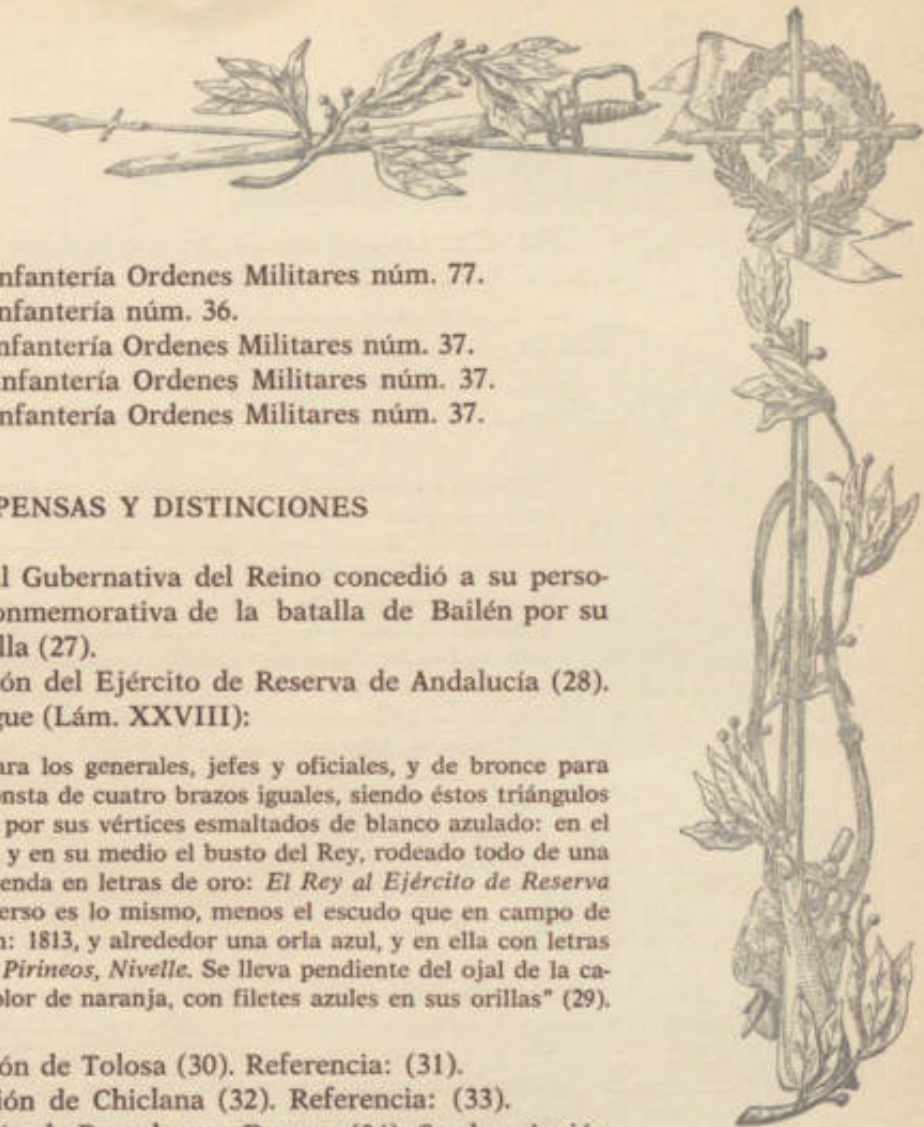 nfantería Ordenes Militares núm. 77.
nfantería núm. 36.
nfantería Ordenes Militares núm. 37.
nfantería Ordenes Militares núm. 37.
nfantería Ordenes Militares núm. 37.
PENSAS Y DISTINCIONES
l Gubernativa del Reino concedió a su perso-
onmemorativa de la batalla de Bailén por su
lla (27).
ón del Ejército de Reserva de Andalucía (28).
gue (Lám. XXVIII):
ara los generales, jefes y oficiales, y de bronce para
onsta de cuatro brazos iguales, siendo éstos triángulos
por sus vértices esmaltados de blanco azulado: en el
y en su medio el busto del Rey, rodeado todo de una
enda en letras de oro: El Rey al Ejército de Reserva
erso es lo mismo, menos el escudo que en campo de
n: 1813, y alrededor una orla azul, y en ella con letras
Pirineos, Nivelle. Se lleva pendiente del ojal de la ca-
olor de naranja, con filetes azules en sus orillas" (29).
ón de Tolosa (30). Referencia: (31).
ión de Chiclana (32). Referencia: (33).